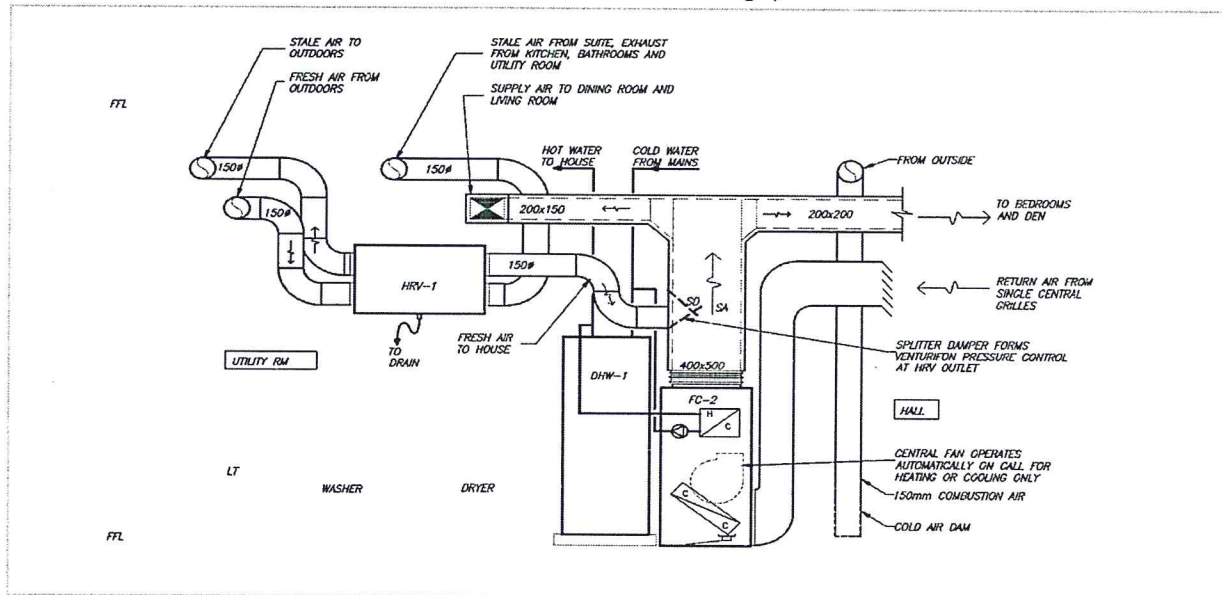 STALE AIR TO
OUTDOORS
FRESH AIR FROM
OUTDOORS
STALE AIR FROM SUITE, EXHAUST
FROM KITCHEN, BATHROOMS AND
UTILITY ROOM
SUPPLY AIR TO DINING ROOM AND
LIVING ROOM
FFL
HOT WATER
TO HOUSE
COLD WATER
FROM MAINS
FROM OUTSIDE
150ø
150ø
150ø
200x150
200x200
TO BEDROOMS
AND DEN
HRV-1
150ø
RETURN AIR FROM
SINGLE CENTRAL
GRILLES
SD
SA
FRESH AIR
TO HOUSE
TO
DRAIN
SPLITTER DAMPER FORMS
VENTURIFON PRESSURE CONTROL
AT HRV OUTLET
UTILITY RM
DHW-1
400x500
FC-2
H
C
HALL
CENTRAL FAN OPERATES
AUTOMATICALLY ON CALL FOR
HEATING OR COOLING ONLY
LT
WASHER
DRYER
C
C
150mm COMBUSTION AIR
COLD AIR DAM
FFL